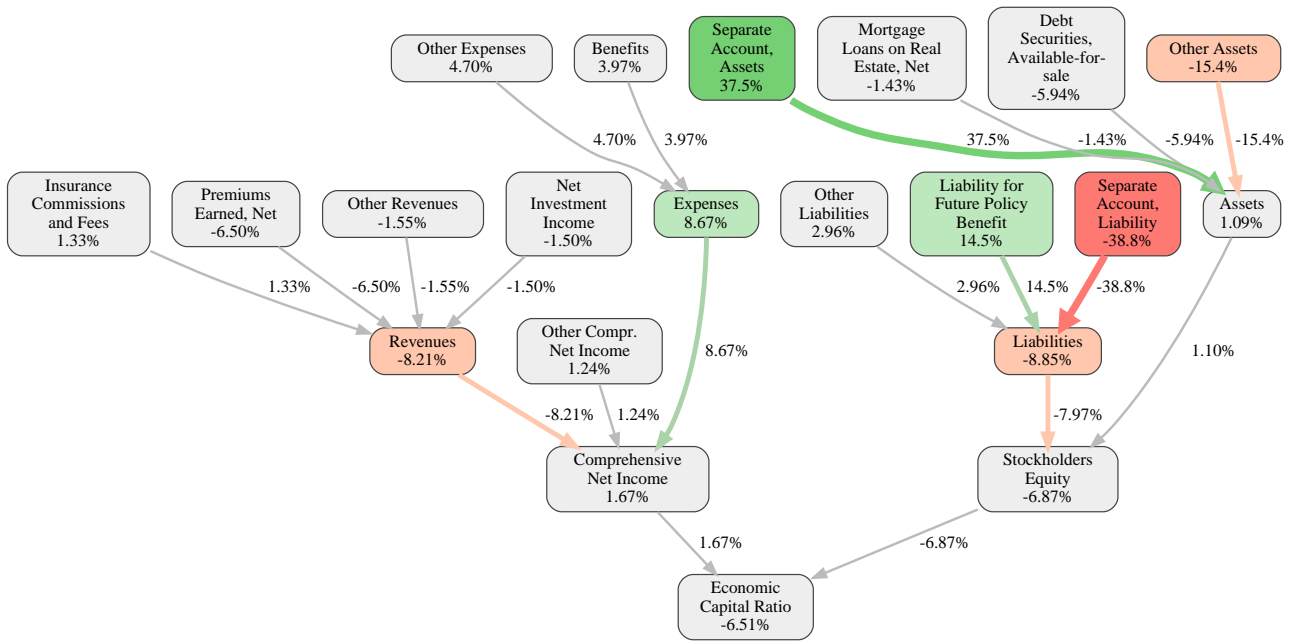 Other Expenses
4.70%
Benefits
3.97%
Separate
Account,
Assets
37.5%
Mortgage
Loans on Real
Estate, Net
-1.43%
Debt
Securities,
Available-for-
sale
-5.94%
Other Assets
-15.4%
4.70%
3.97%
37.5%
-1.43%
-5.94%
-15.4%
Insurance
Commissions
and Fees
1.33%
Premiums
Earned, Net
-6.50%
Other Revenues
-1.55%
Net
Investment
Income
-1.50%
Expenses
8.67%
Other
Liabilities
2.96%
Liability for
Future Policy
Benefit
14.5%
Separate
Account,
Liability
-38.8%
Assets
1.09%
1.33%
-6.50%
-1.55%
-1.50%
2.96%
14.5%
-38.8%
Revenues
-8.21%
Other Compr.
Net Income
1.24%
8.67%
Liabilities
-8.85%
1.10%
-8.21%
1.24%
-7.97%
Comprehensive
Net Income
1.67%
Stockholders
Equity
-6.87%
1.67%
-6.87%
Economic
Capital Ratio
-6.51%